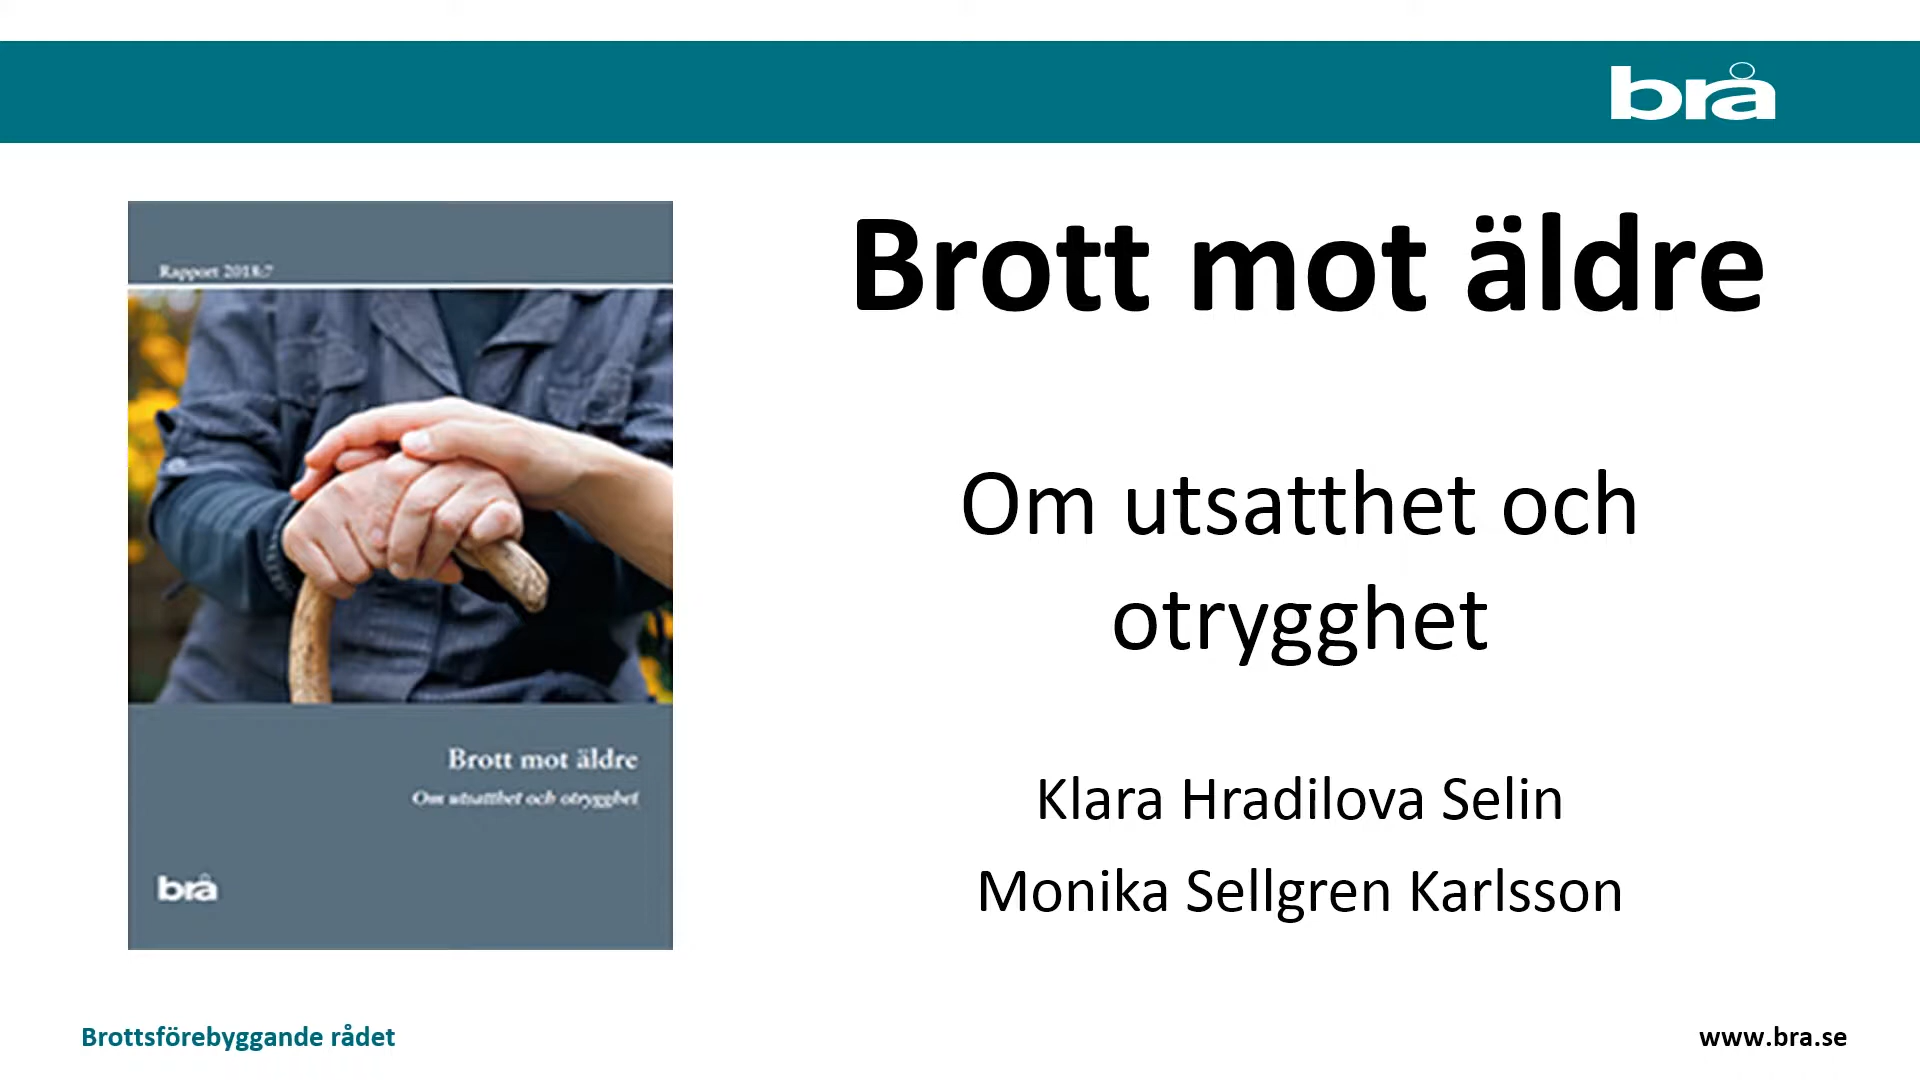 brå
Rapport 2018:7
Brott mot äldre
Om utsatthet och otrygghet
brå
Brott mot äldre
Om utsatthet och
otrygghet
Klara Hradilova Selin
Monika Sellgren Karlsson
Brottsförebyggande rådet
www.bra.se